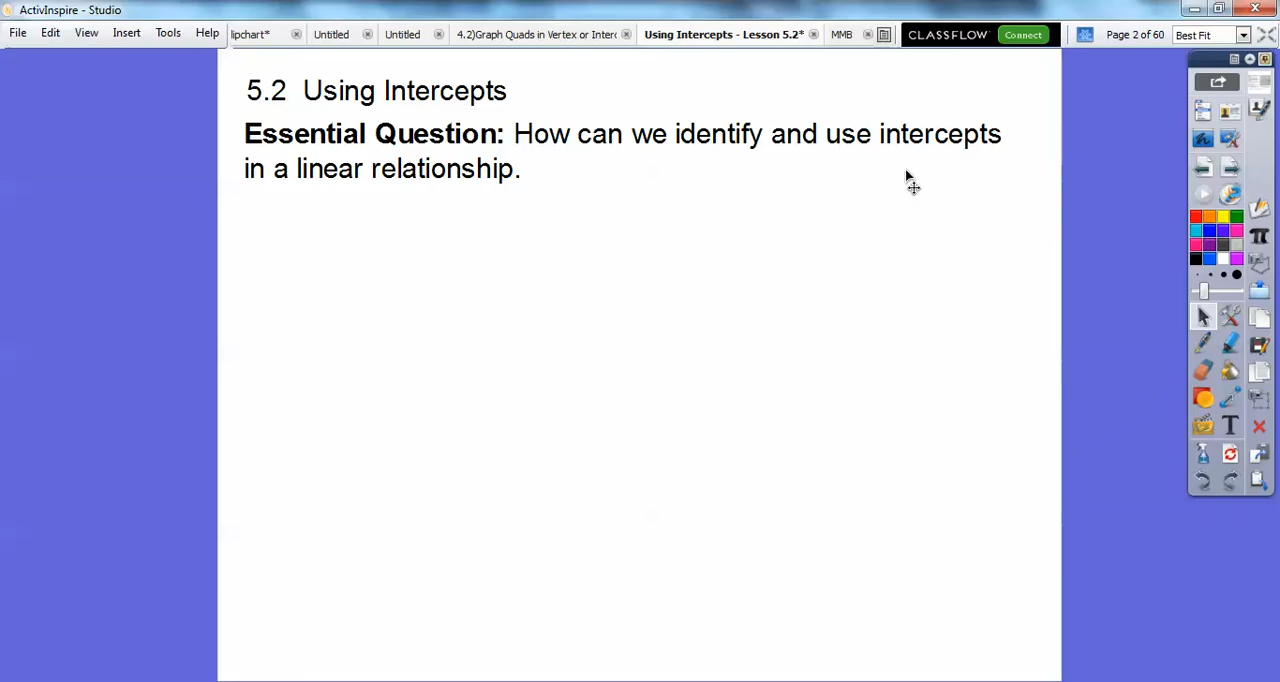 ActivInspire - Studio
File Edit View Insert Tools Help lipchart* Untitled Untitled 4.2)Graph Quads in Vertex or Inter Using Intercepts - Lesson 5.2* MMB CLASSFLOW Connect Page 2 of 60 Best Fit
5.2 Using Intercepts
Essential Question: How can we identify and use intercepts
in a linear relationship.